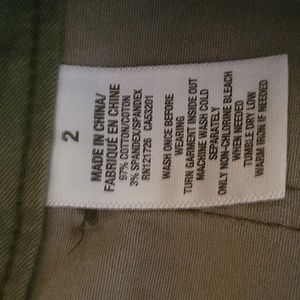 2
MADE IN CHINA/
FABRIQUÉ EN CHINE
97% COTTON/COTON
3% SPANDEX/SPANDEX
RN121726 CA53201
WASH ONCE BEFORE
WEARING
TURN GARMENT INSIDE OUT
MACHINE WASH COLD
SEPARATELY
ONLY NON-CHLORINE BLEACH
WHEN NEEDED
TUMBLE DRY LOW
WARM IRON IF NEEDED